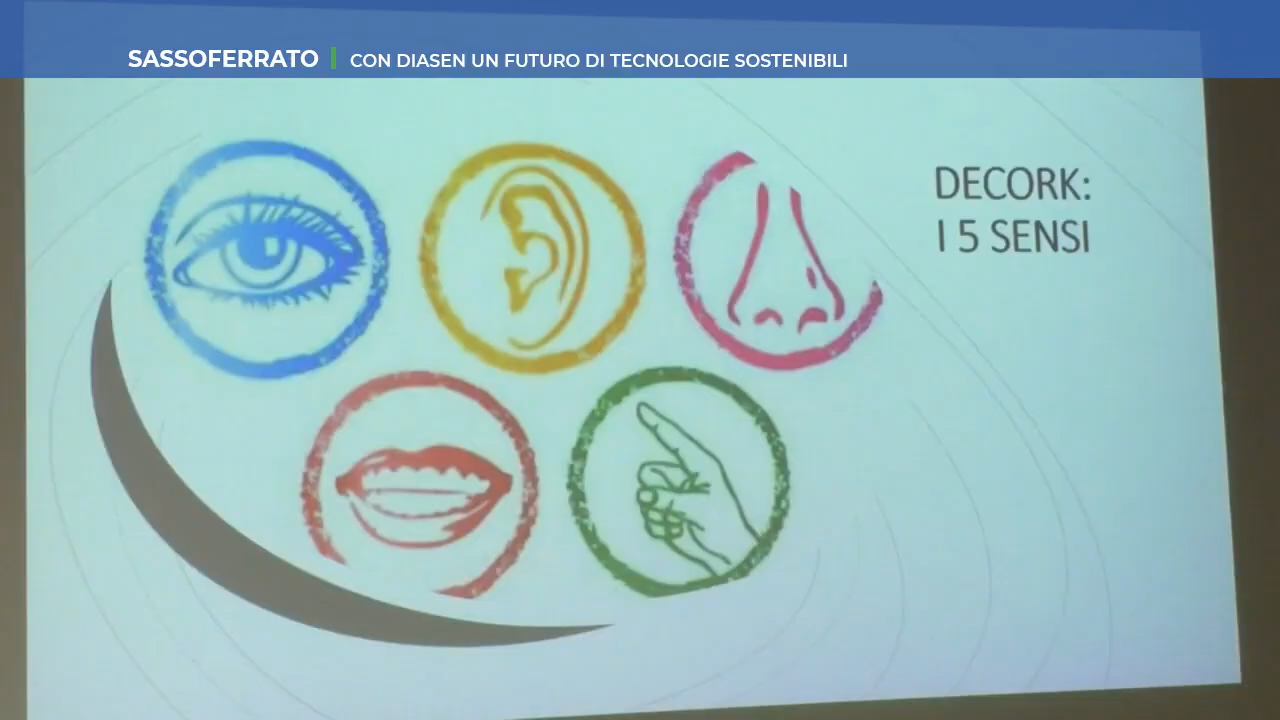 SASSOFERRATO | CON DIASEN UN FUTURO DI TECNOLOGIE SOSTENIBILI
DECORK:
I 5 SENSI